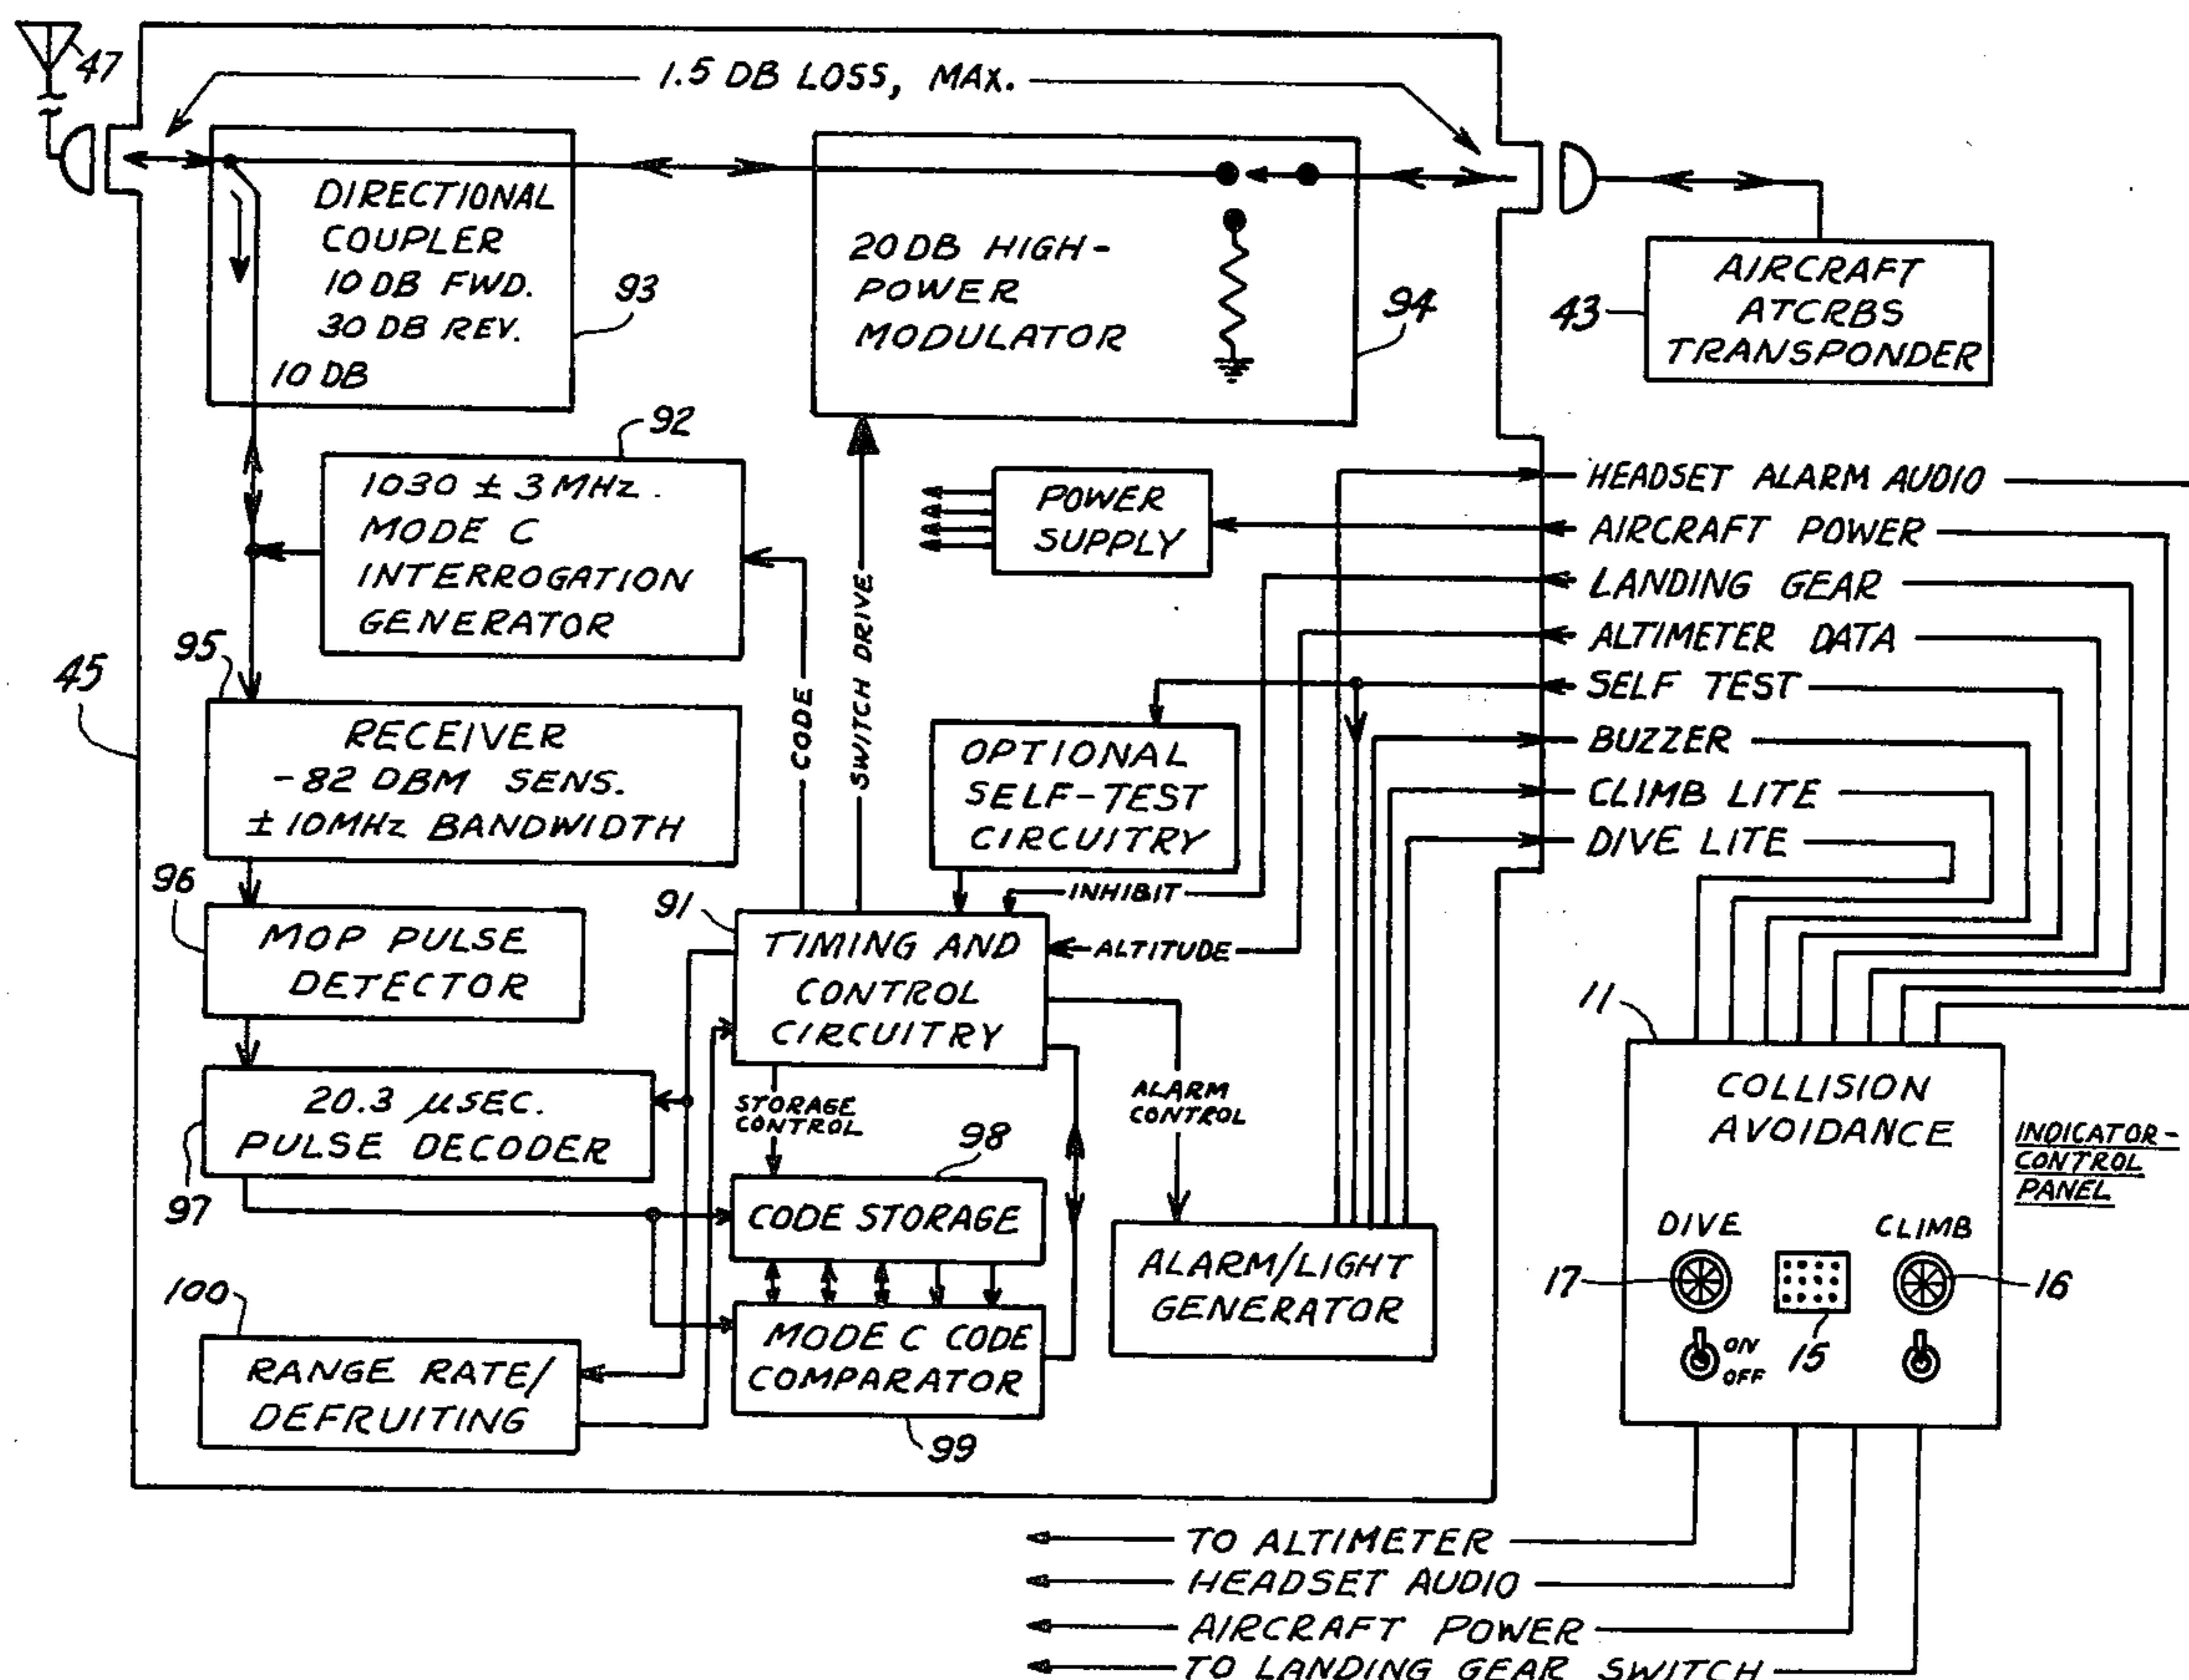 47
1.5 DB LOSS, MAX.
DIRECTIONAL
COUPLER
10 DB FWD.
30 DB REV.
10 DB
93
20 DB HIGH-
POWER
MODULATOR
94
43
AIRCRAFT
ATCRBS
TRANSPONDER
92
1030 ± 3 MHz.
MODE C
INTERROGATION
GENERATOR
POWER
SUPPLY
HEADSET ALARM AUDIO
AIRCRAFT POWER
LANDING GEAR
ALTIMETER DATA
SELF TEST
BUZZER
CLIMB LITE
DIVE LITE
45
95
RECEIVER
-82 DBM SENS.
± 10MHz BANDWIDTH
CODE
SWITCH DRIVE
OPTIONAL
SELF-TEST
CIRCUITRY
INHIBIT
ALTITUDE
96
MOP PULSE
DETECTOR
91
TIMING AND
CONTROL
CIRCUITRY
20.3 µSEC.
PULSE DECODER
97
STORAGE
CONTROL
ALARM
CONTROL
98
CODE STORAGE
MODE C CODE
COMPARATOR
99
100
RANGE RATE/
DEFRUITING
ALARM/LIGHT
GENERATOR
11
COLLISION
AVOIDANCE
INDICATOR-
CONTROL
PANEL
DIVE
CLIMB
17
16
15
ON
OFF
TO ALTIMETER
HEADSET AUDIO
AIRCRAFT POWER
TO LANDING GEAR SWITCH